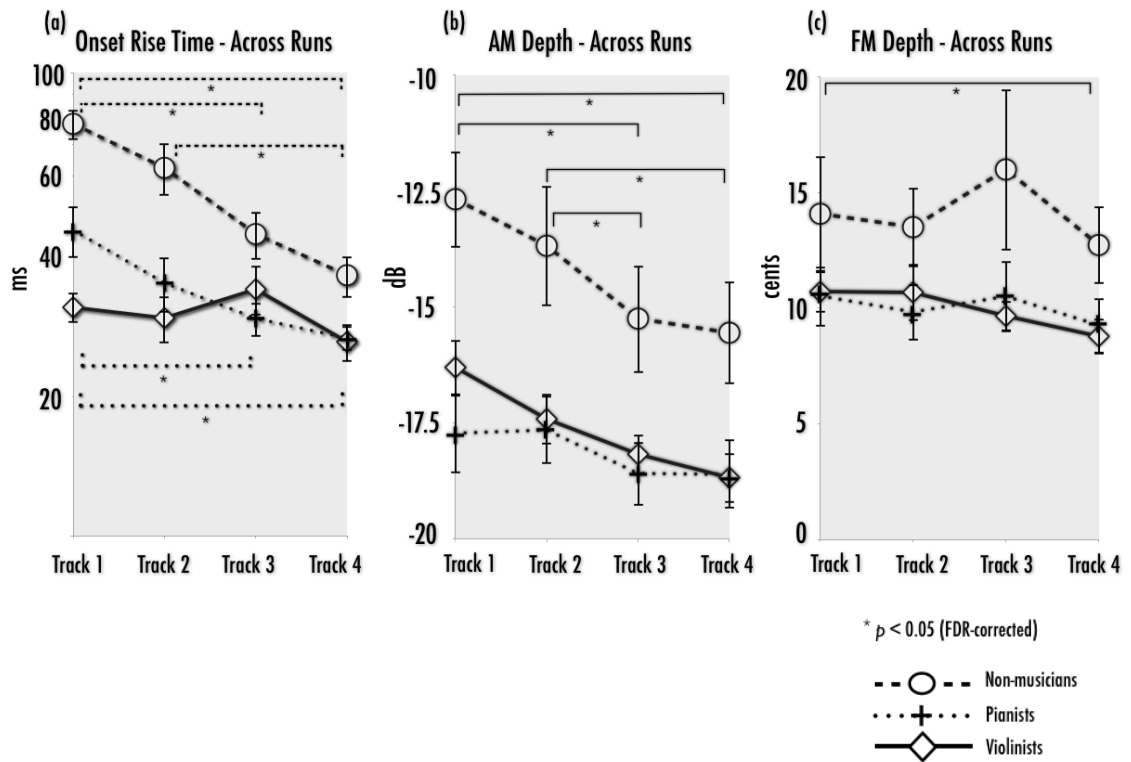 (a)
Onset Rise Time - Across Runs
100
80
60
40
20
ms
*
*
*
*
*
Track 1 Track 2 Track 3 Track 4
(b)
AM Depth - Across Runs
-10
-12.5
-15
-17.5
-20
dB
*
*
*
*
Track 1 Track 2 Track 3 Track 4
(c)
FM Depth - Across Runs
20
15
10
5
0
cents
*
Track 1 Track 2 Track 3 Track 4
* p < 0.05 (FDR-corrected)
Non-musicians
Pianists
Violinists